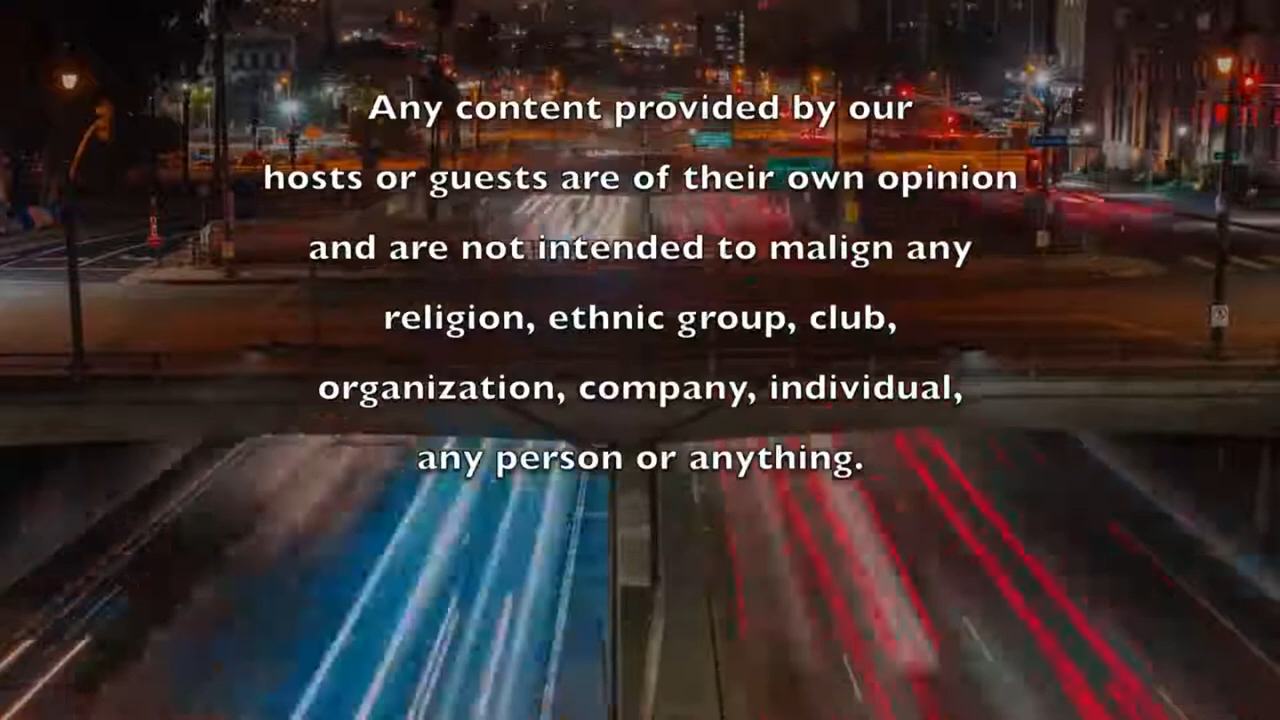 Any content provided by our
hosts or guests are of their own opinion
and are not intended to malign any
religion, ethnic group, club,
organization, company, individual,
any person or anything.